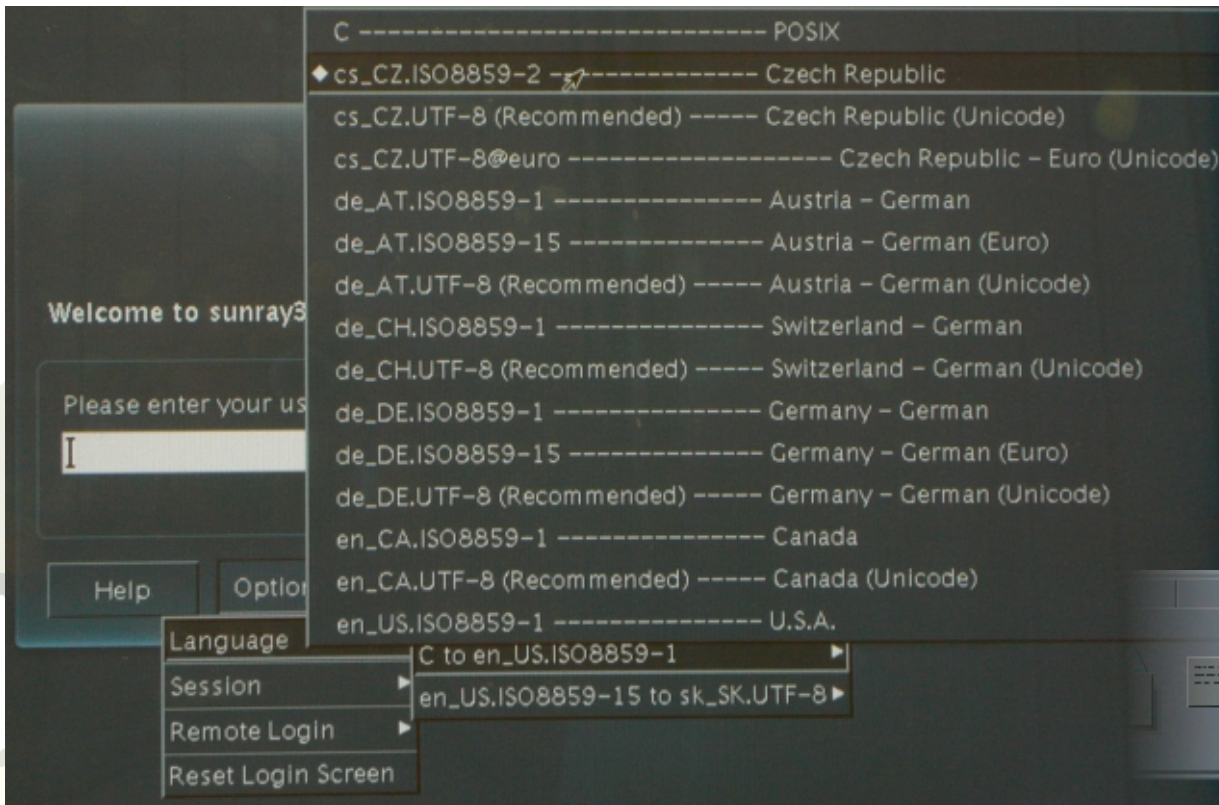 C ---------------------------- POSIX
cs_CZ.ISO8859-2 --------------- Czech Republic
cs_CZ.UTF-8 (Recommended) ----- Czech Republic (Unicode)
cs_CZ.UTF-8@euro ------------------- Czech Republic - Euro (Unicode)
de_AT.ISO8859-1 --------------- Austria - German
de_AT.ISO8859-15 -------------- Austria - German (Euro)
de_AT.UTF-8 (Recommended) ----- Austria - German (Unicode)
de_CH.ISO8859-1 --------------- Switzerland - German
de_CH.UTF-8 (Recommended) ----- Switzerland - German (Unicode)
de_DE.ISO8859-1 --------------- Germany - German
de_DE.ISO8859-15 -------------- Germany - German (Euro)
de_DE.UTF-8 (Recommended) ----- Germany - German (Unicode)
en_CA.ISO8859-1 --------------- Canada
en_CA.UTF-8 (Recommended) ----- Canada (Unicode)
en_US.ISO8859-1 --------------- U.S.A.
Welcome to sunray3
Please enter your us
Help
Option
Language
Session
Remote Login
Reset Login Screen
C to en_US.ISO8859-1
en_US.ISO8859-15 to sk_SK.UTF-8